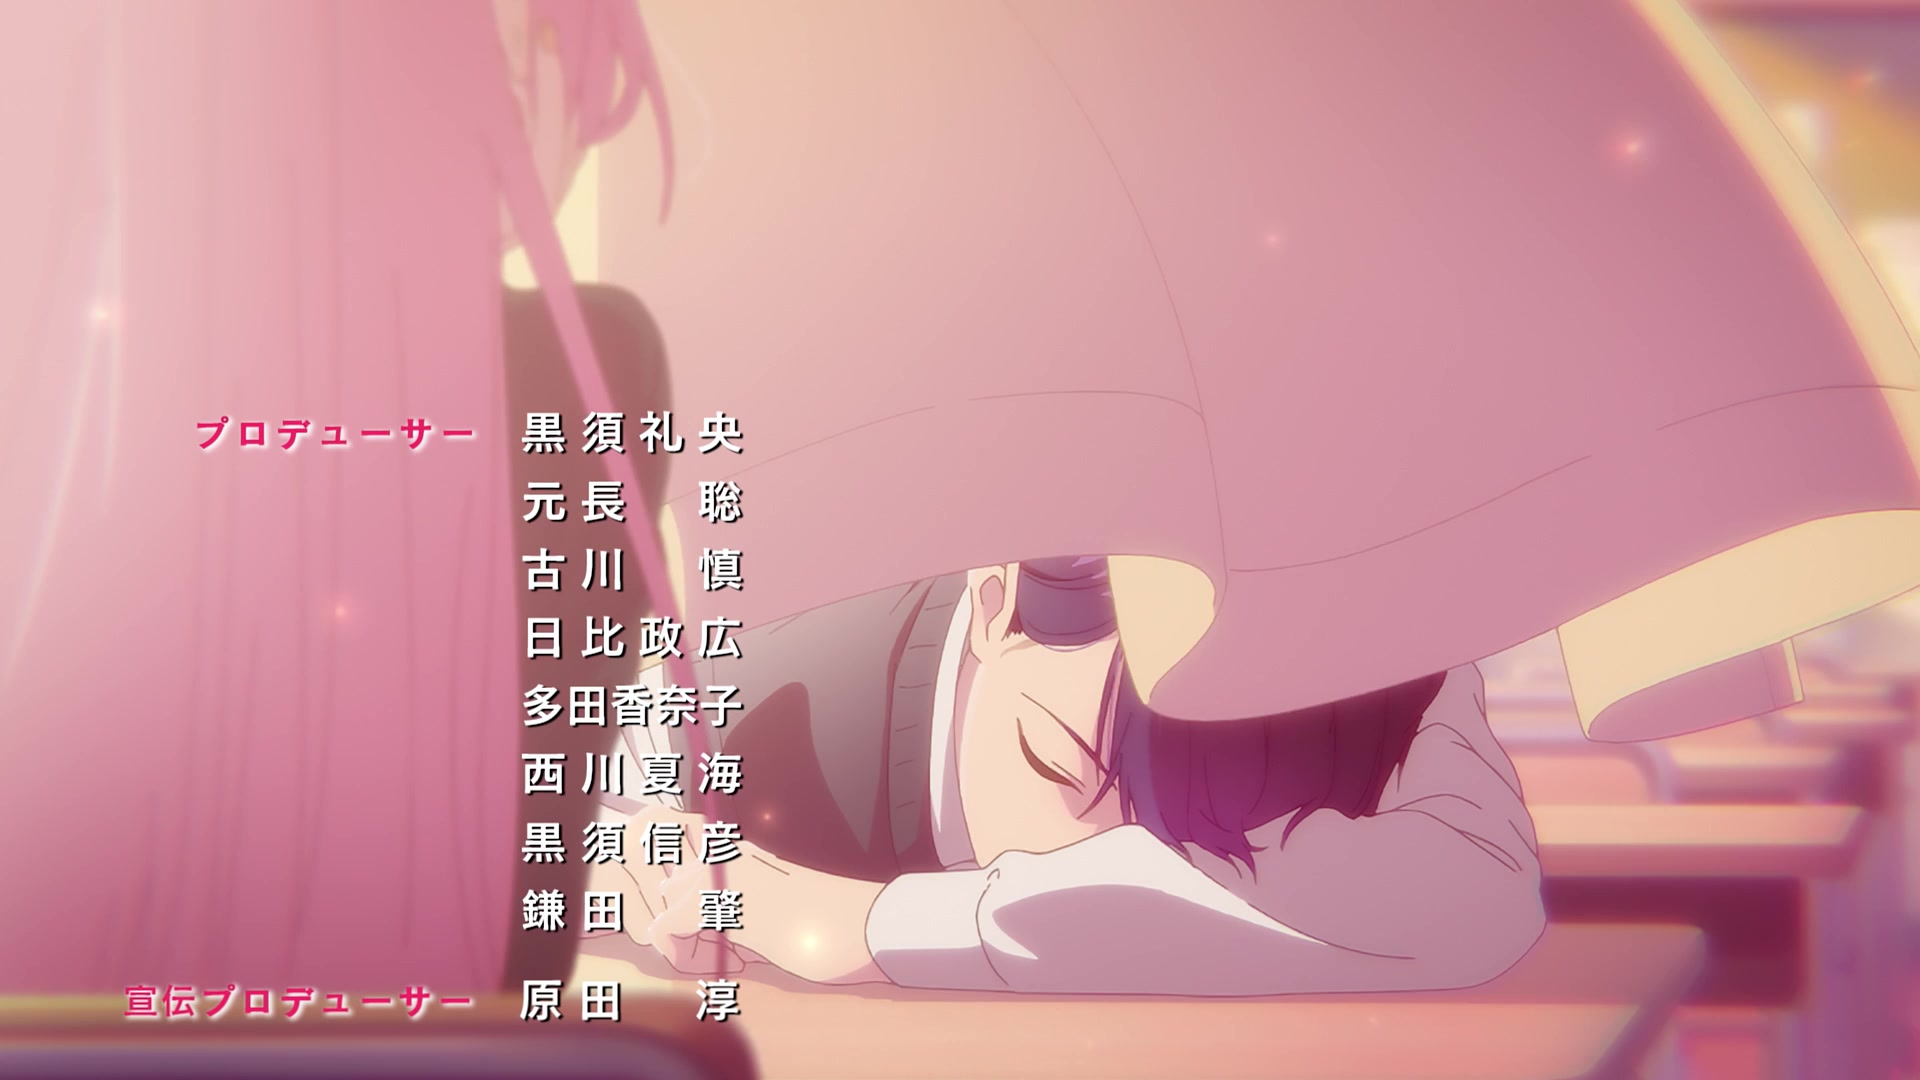 プロデューサー 黒須礼央
元長 聡
古川 慎
日比政広
多田香奈子
西川夏海
黒須信彦
鎌田 肇
宣伝プロデューサー 原田 淳